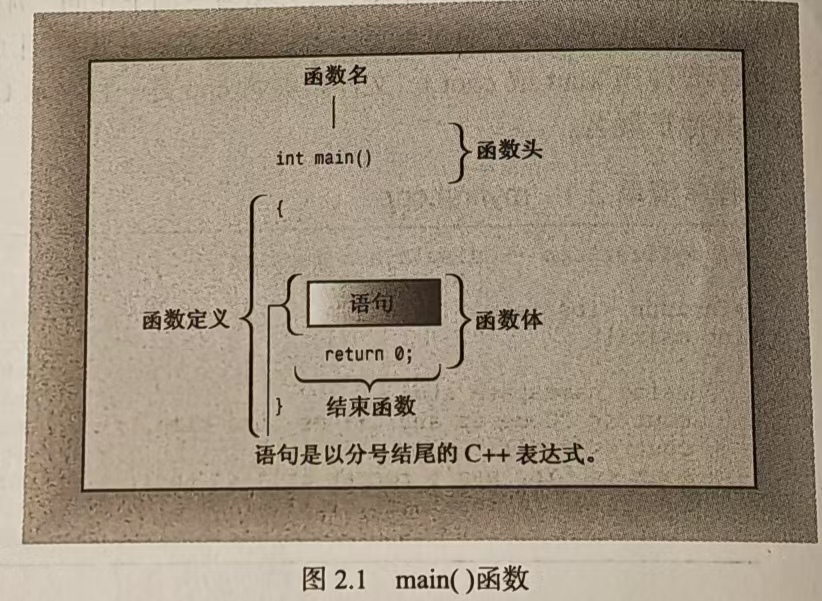 函数名
int main()
函数头
{
语句
函数定义
函数体
return 0;
}
结束函数
语句是以分号结尾的 C++ 表达式。
图 2.1 main( )函数